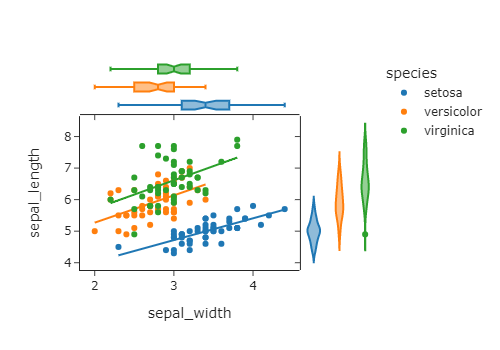 species
setosa
versicolor
virginica
sepal_length
8
7
6
5
4
2
3
4
sepal_width